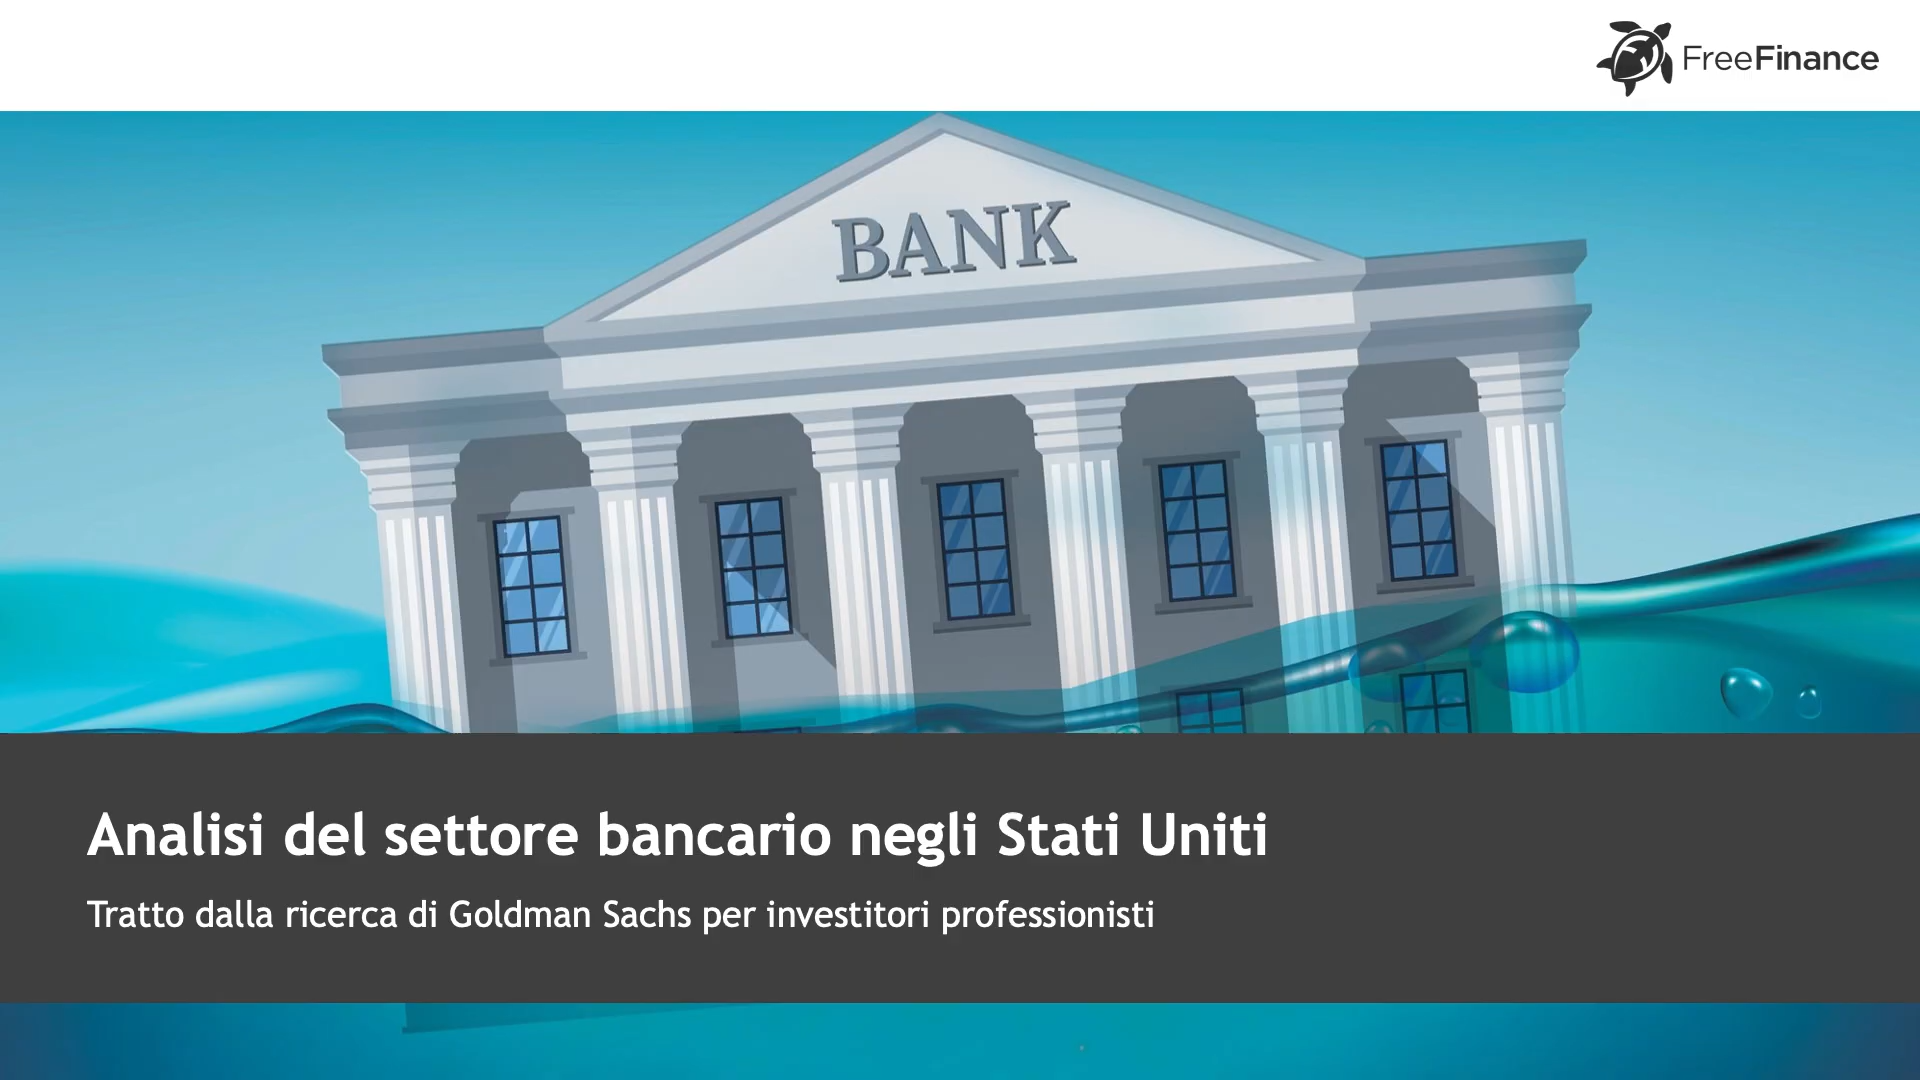 FreeFinance
BANK
Analisi del settore bancario negli Stati Uniti
Tratto dalla ricerca di Goldman Sachs per investitori professionisti